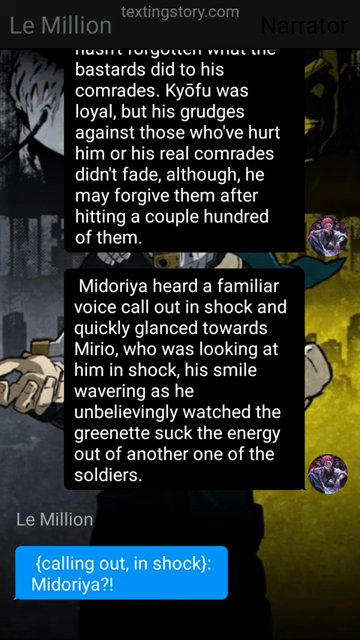 textingstory.com
Le Million
Narrator
hasn't forgotten what the
bastards did to his
comrades. Kyōfu was
loyal, but his grudges
against those who've hurt
him or his real comrades
didn't fade, although, he
may forgive them after
hitting a couple hundred
of them.
Midoriya heard a familiar
voice call out in shock and
quickly glanced towards
Mirio, who was looking at
him in shock, his smile
wavering as he
unbelievingly watched the
greenette suck the energy
out of another one of the
soldiers.
Le Million
{calling out, in shock}:
Midoriya?!